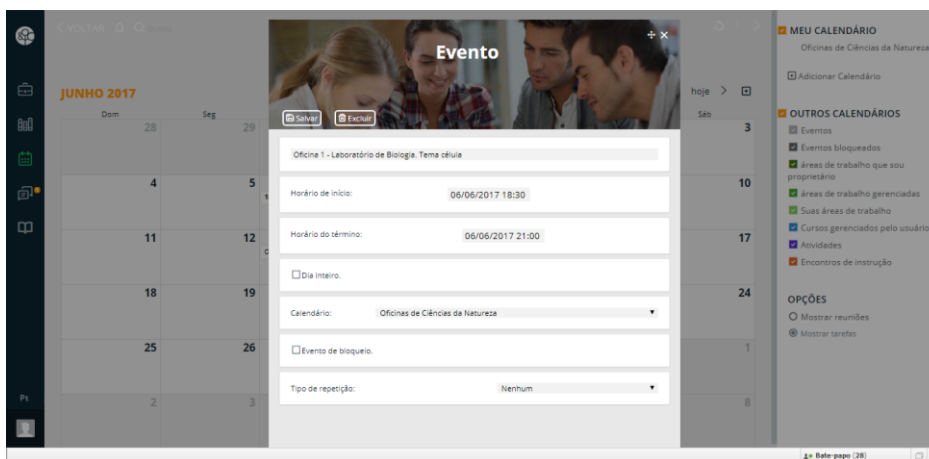 VOLTAR
Evento
Salvar
Excluir
Oficina 1 - Laboratório de Biologia. Tema célula
Horário de início:
06/06/2017 18:30
Horário do término:
06/06/2017 21:00
Dia inteiro.
Calendário:
Oficinas de Ciências da Natureza
Evento de bloqueio.
Tipo de repetição:
Nenhum
JUNHO 2017
hoje
Dom Seg Sáb
28 29 3
4 5 10
11 12 17
18 19 24
25 26 1
2 3 8
MEU CALENDÁRIO
Oficinas de Ciências da Natureza
Adicionar Calendário
OUTROS CALENDÁRIOS
Eventos
Eventos bloqueados
áreas de trabalho que sou
proprietário
áreas de trabalho gerenciadas
Suas áreas de trabalho
Cursos gerenciados pelo usuário
Atividades
Encontros de instrução
OPÇÕES
Mostrar reuniões
Mostrar tarefas
Pt
Bate-papo (28)